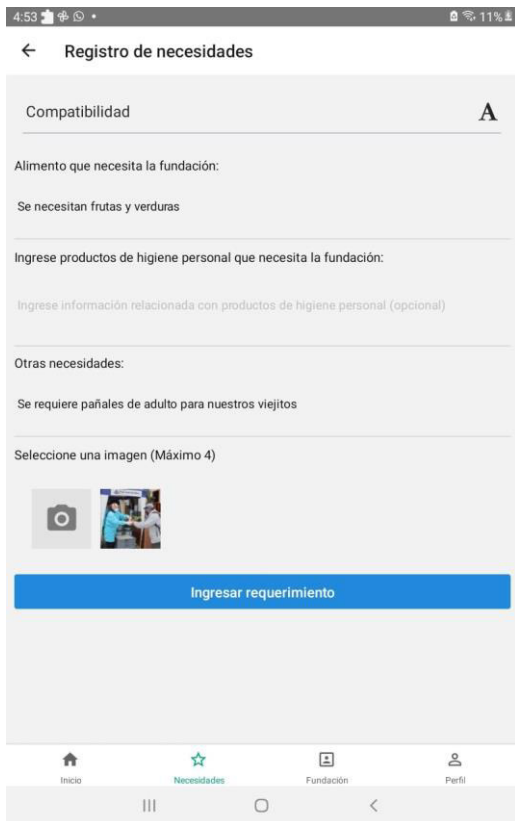 4:53
11%
Registro de necesidades
Compatibilidad
A
Alimento que necesita la fundación:
Se necesitan frutas y verduras
Ingrese productos de higiene personal que necesita la fundación:
Ingrese información relacionada con productos de higiene personal (opcional)
Otras necesidades:
Se requiere pañales de adulto para nuestros viejitos
Seleccione una imagen (Máximo 4)
Ingresar requerimiento
Inicio Necesidades Fundación Perfil